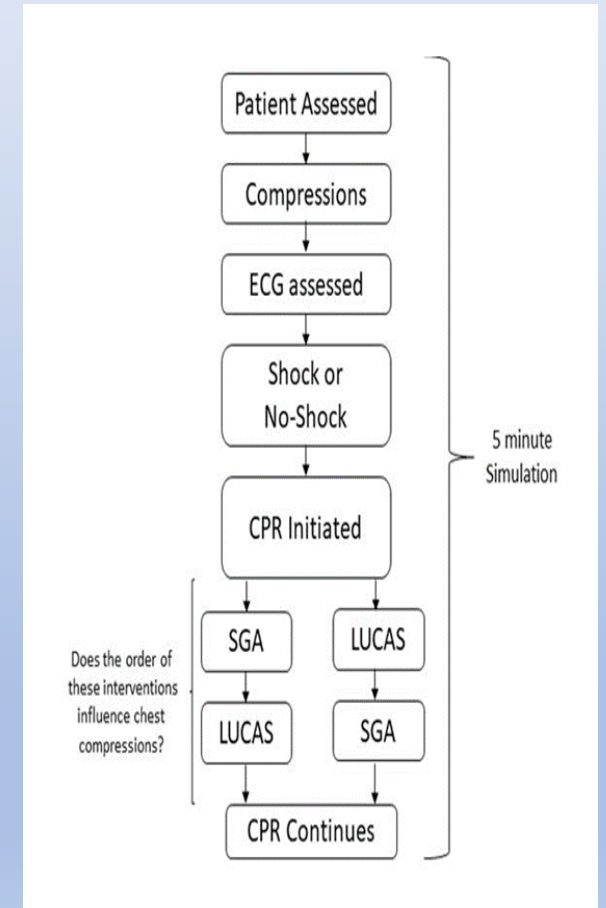 Patient Assessed
Compressions
ECG assessed
Shock or
No-Shock
5 minute
Simulation
CPR Initiated
SGA
LUCAS
Does the order of
these interventions
influence chest
compressions?
LUCAS
SGA
CPR Continues